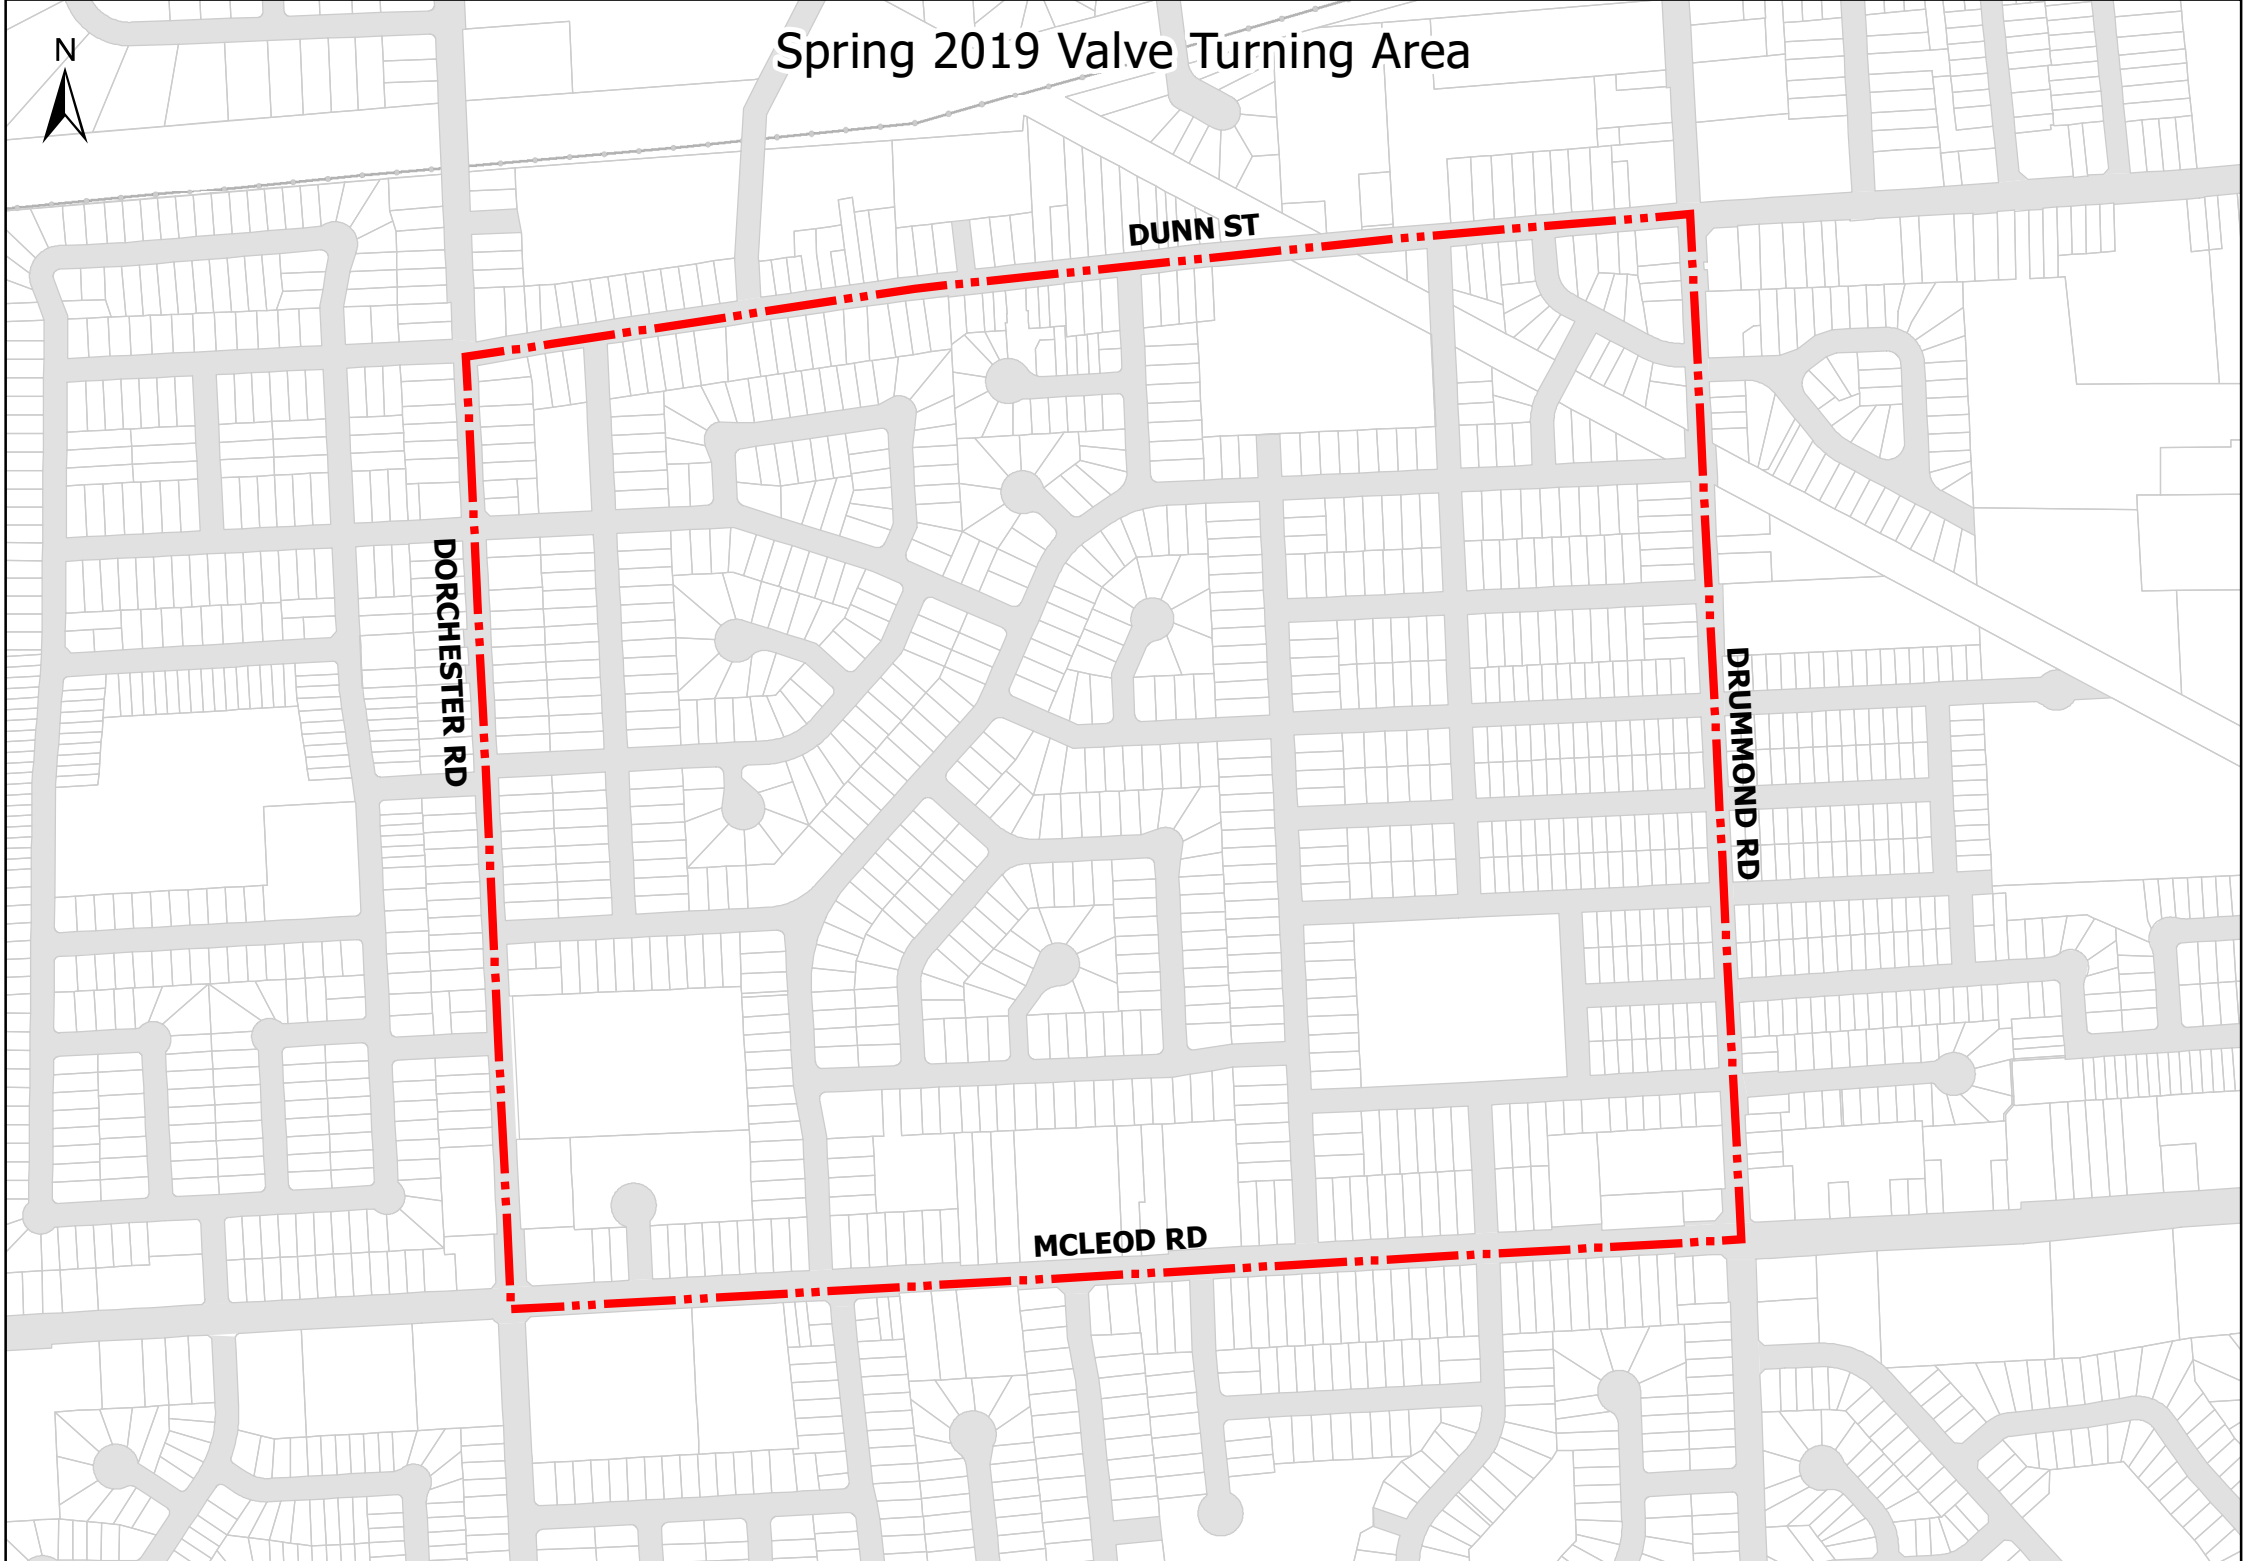 Spring 2019 Valve Turning Area
N
DUNN ST
DORCHESTER RD
DRUMMOND RD
MCLEOD RD